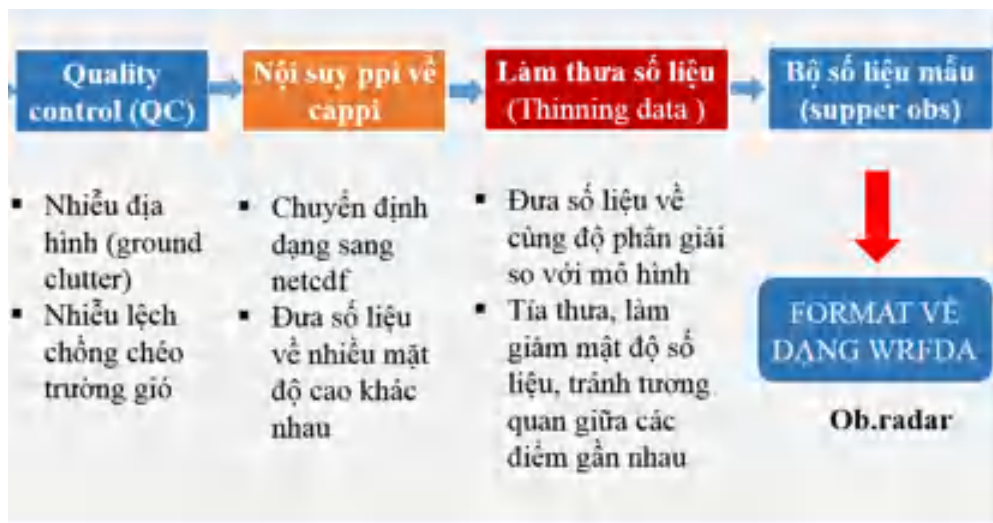 Quality
control (QC)
Nội suy ppi về
cappi
Làm thưa số liệu
(Thinning data )
Bộ số liệu mẫu
(supper obs)
▪ Nhiễu địa
hình (ground
clutter)
▪ Nhiễu lệch
chồng chéo
trường gió
▪ Chuyển định
dạng sang
netcdf
▪ Đưa số liệu
về nhiều mặt
độ cao khác
nhau
▪ Đưa số liệu về
cùng độ phân giải
so với mô hình
▪ Tỉa thưa, làm
giảm mật độ số
liệu, tránh tương
quan giữa các
điểm gần nhau
FORMAT VỀ
DẠNG WRFDA
Ob.radar